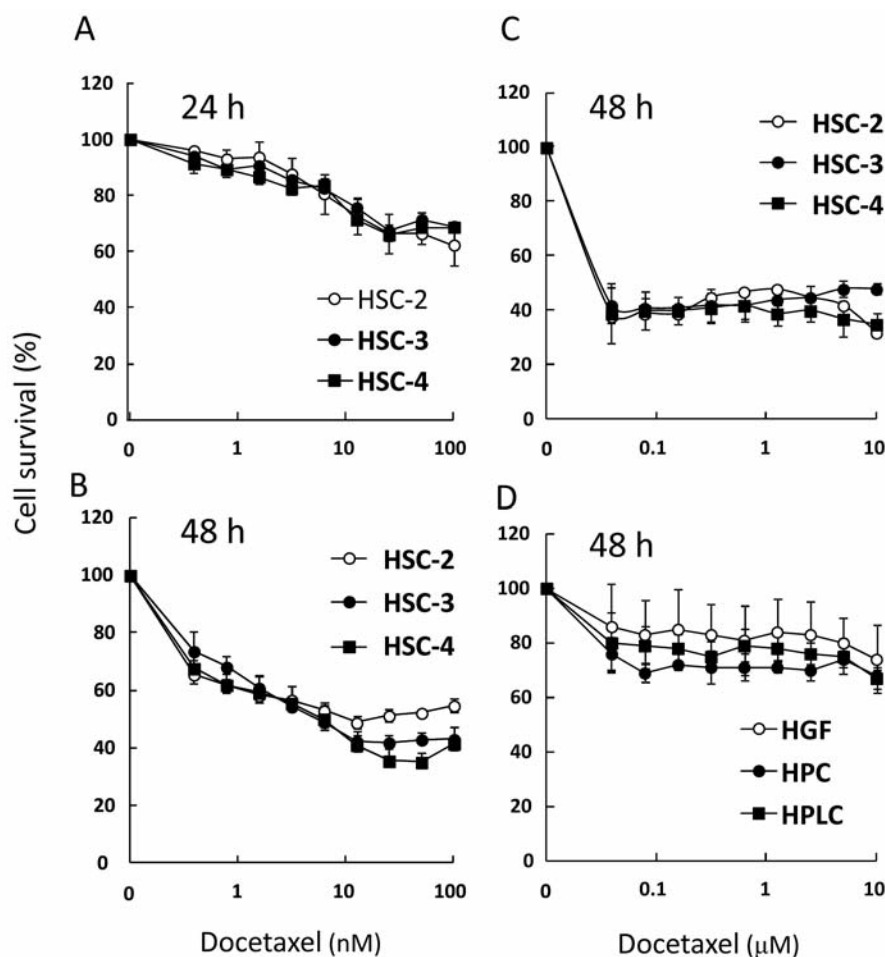 A
24 h
120
100
80
60
40
20
0
HSC-2
HSC-3
HSC-4
0 1 10 100
B
48 h
120
100
80
60
40
20
0
HSC-2
HSC-3
HSC-4
0 1 10 100
Docetaxel (nM)
Cell survival (%)
C
48 h
120
100
80
60
40
20
0
HSC-2
HSC-3
HSC-4
0 0.1 1 10
D
48 h
120
100
80
60
40
20
0
HGF
HPC
HPLC
0 0.1 1 10
Docetaxel (μM)